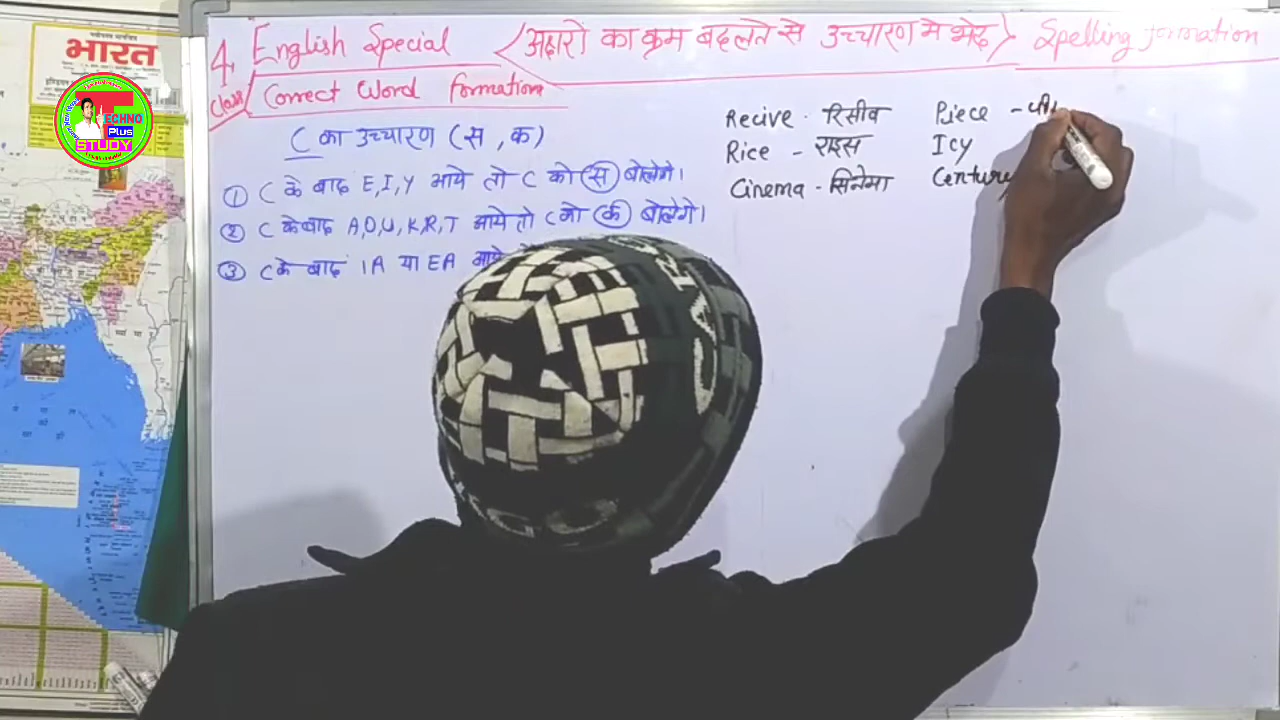 भारत
TECHNO
Plus
STUDY
4. English Special (अक्षरो का क्रम बदलने से उच्चारण मे भेद) Spelling formation
Class Correct Word Formation
C का उच्चारण (स, क)
① C के बाद E, I, Y आये तो C को स बोलेगे।
② C के बाद A, O, U, K, R, T आये तो C को क बोलेगे।
③ C के बाद IA या EA आये
Recive - रिसीव
Rice - राइस
Cinema - सिनेमा
Piece - पी
Icy
Century